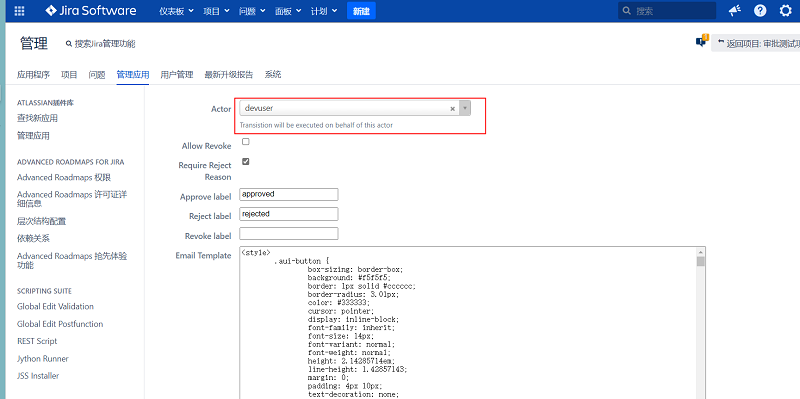 Jira Software 仪表板 项目 问题 面板 计划 新建 搜索
管理 搜索Jira管理功能 返回项目: 审批测试项
应用程序 项目 问题 管理应用 用户管理 最新升级报告 系统
ATLASSIAN插件库
查找新应用
管理应用
ADVANCED ROADMAPS FOR JIRA
Advanced Roadmaps 权限
Advanced Roadmaps 许可证详
细信息
层次结构配置
依赖关系
Advanced Roadmaps 抢先体验
功能
SCRIPTING SUITE
Global Edit Validation
Global Edit Postfunction
REST Script
Jython Runner
JSS Installer
Actor devuser
Transistion will be executed on behalf of this actor
Allow Revoke
Require Reject
Reason
Approve label approved
Reject label rejected
Revoke label
Email Template <style>
.aui-button {
box-sizing: border-box;
background: #f5f5f5;
border: 1px solid #cccccc;
border-radius: 3.01px;
color: #333333;
cursor: pointer;
display: inline-block;
font-family: inherit;
font-size: 14px;
font-variant: normal;
font-weight: normal;
height: 2.14285714em;
line-height: 1.42857143;
margin: 0;
padding: 4px 10px;
text-decoration: none;